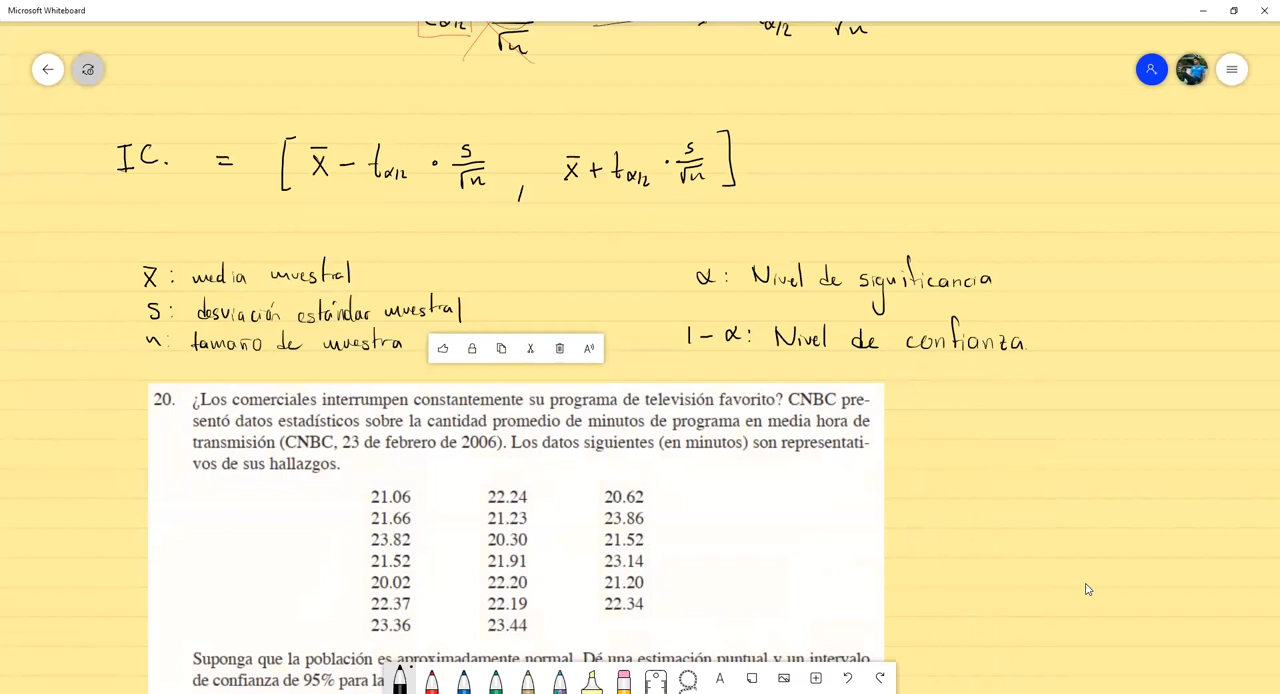 Microsoft Whiteboard
α/2 √n α/2 √n
IC. = [ x̄ − t α/2 · s/√n , x̄ + t α/2 · s/√n ]
x̄ : media muestral
α : Nivel de significancia
s : desviación estándar muestral
n : tamaño de muestra
1 − α : Nivel de confianza
20. ¿Los comerciales interrumpen constantemente su programa de televisión favorito? CNBC pre-
sentó datos estadísticos sobre la cantidad promedio de minutos de programa en media hora de
transmisión (CNBC, 23 de febrero de 2006). Los datos siguientes (en minutos) son representati-
vos de sus hallazgos.
21.06 22.24 20.62
21.66 21.23 23.86
23.82 20.30 21.52
21.52 21.91 23.14
20.02 22.20 21.20
22.37 22.19 22.34
23.36 23.44
Suponga que la población es aproximadamente normal. Dé una estimación puntual y un intervalo
de confianza de 95% para la